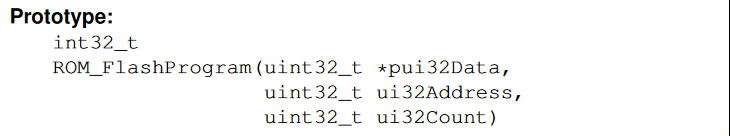 Prototype:
int32_t
ROM_FlashProgram(uint32_t *pui32Data,
uint32_t ui32Address,
uint32_t ui32Count)